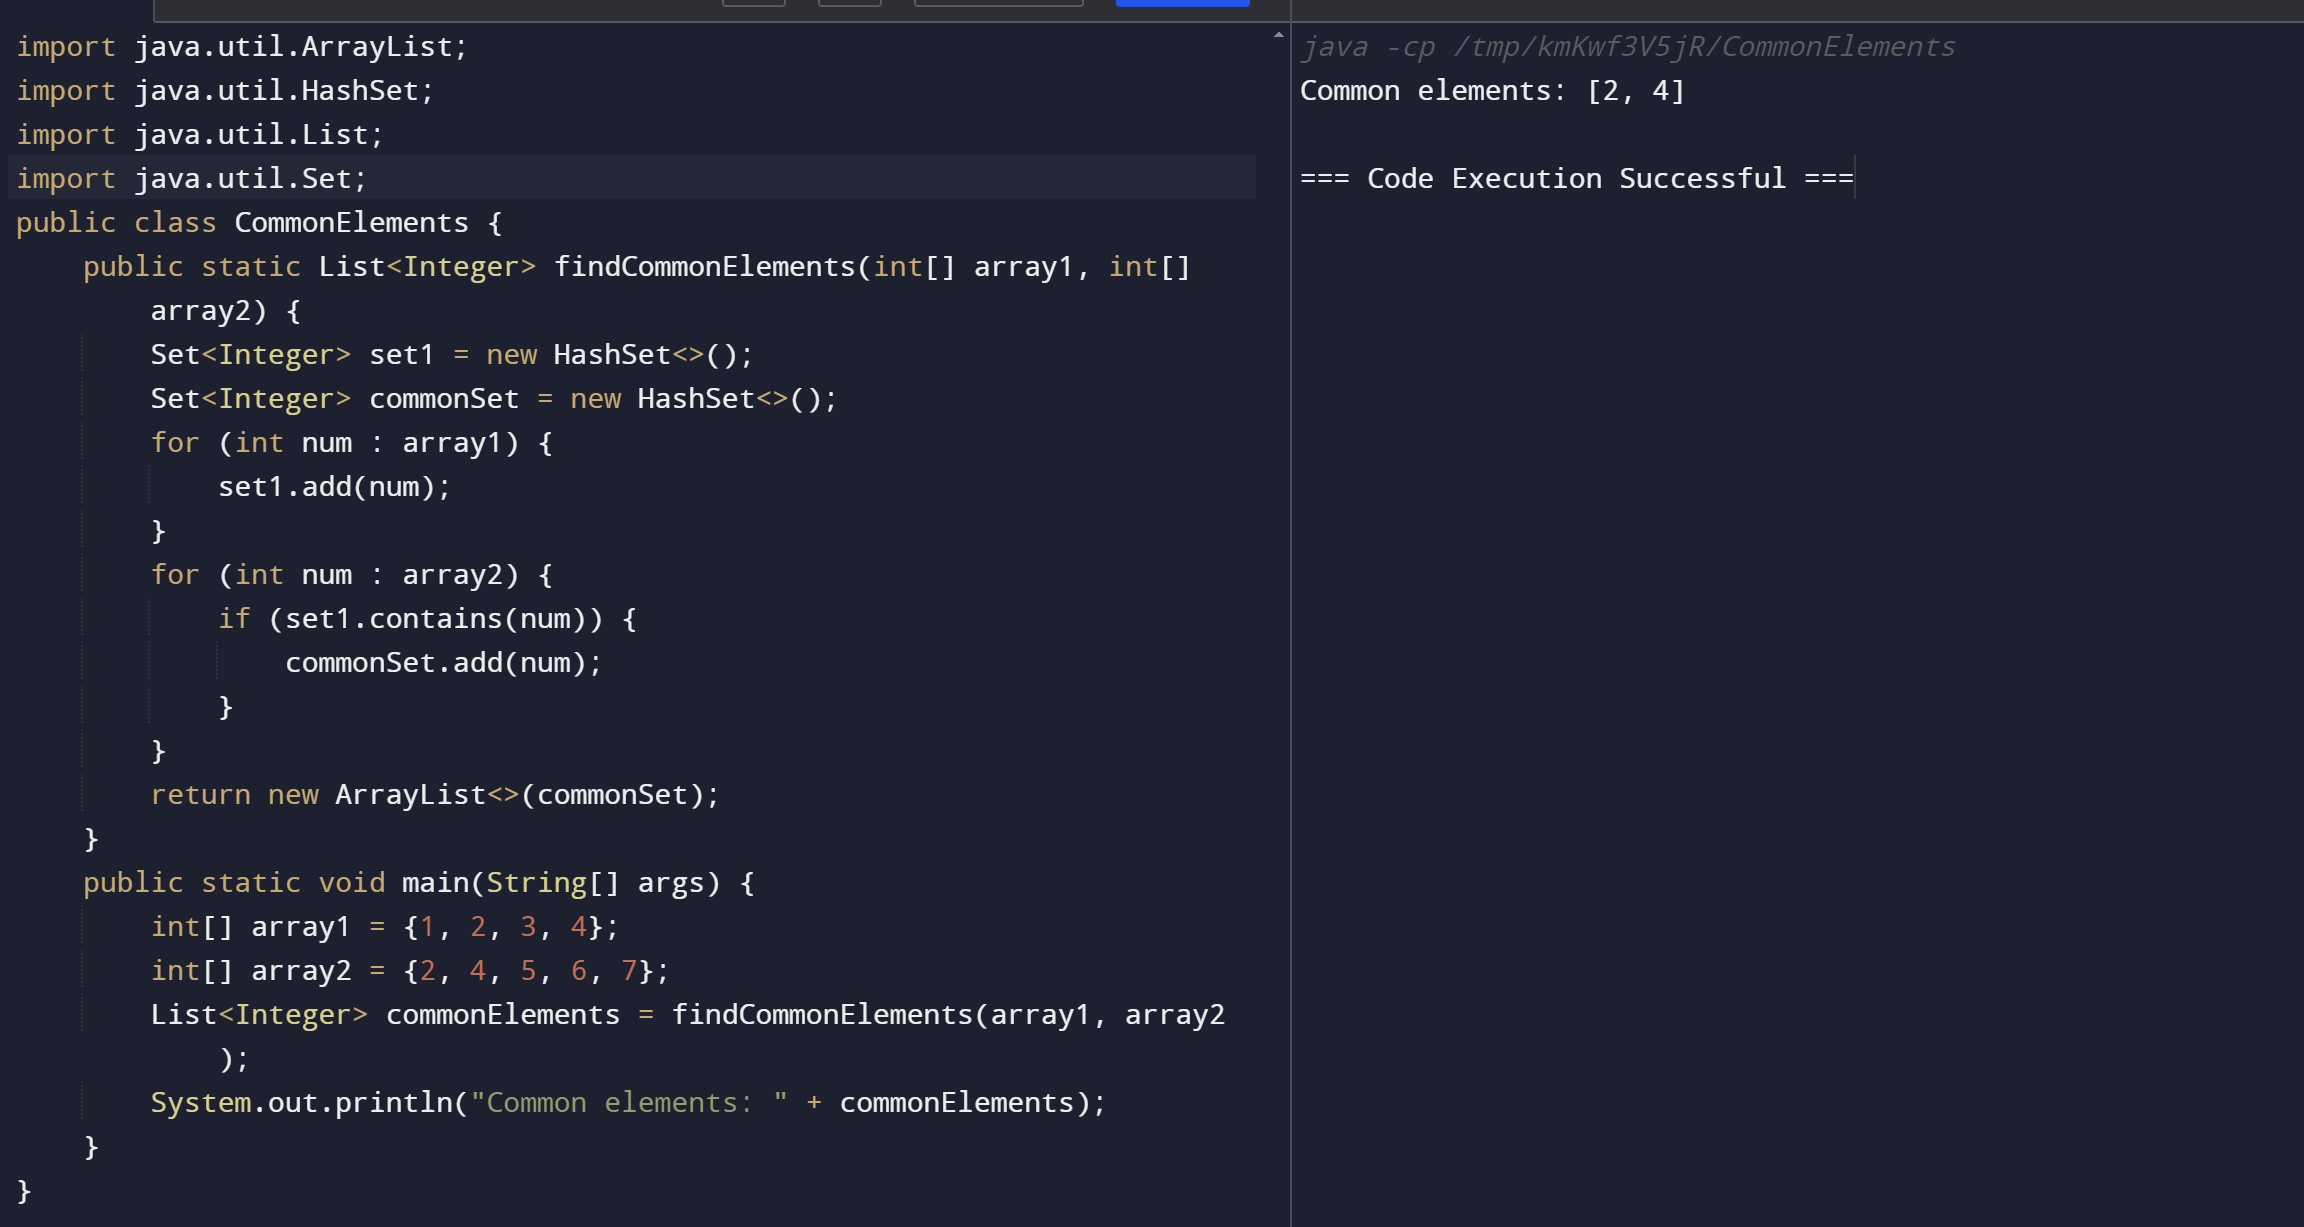 import java.util.ArrayList;
import java.util.HashSet;
import java.util.List;
import java.util.Set;
public class CommonElements {
    public static List<Integer> findCommonElements(int[] array1, int[]
        array2) {
        Set<Integer> set1 = new HashSet<>();
        Set<Integer> commonSet = new HashSet<>();
        for (int num : array1) {
            set1.add(num);
        }
        for (int num : array2) {
            if (set1.contains(num)) {
                commonSet.add(num);
            }
        }
        return new ArrayList<>(commonSet);
    }
    public static void main(String[] args) {
        int[] array1 = {1, 2, 3, 4};
        int[] array2 = {2, 4, 5, 6, 7};
        List<Integer> commonElements = findCommonElements(array1, array2
            );
        System.out.println("Common elements: " + commonElements);
    }
}
java -cp /tmp/kmKwf3V5jR/CommonElements
Common elements: [2, 4]
=== Code Execution Successful ===